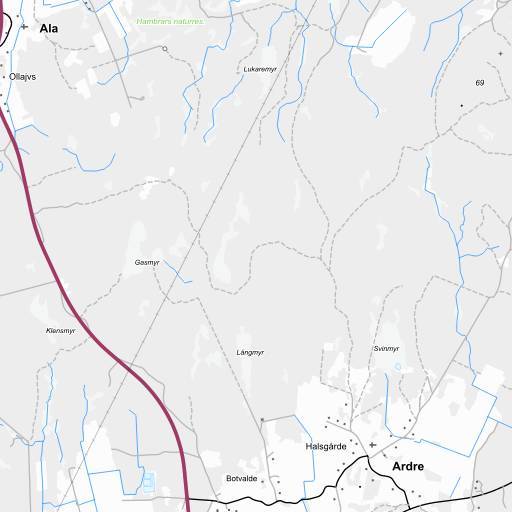 Hambrars naturres.
Ala
Lukaremyr
Ollajvs
69
Gasmyr
Klensmyr
Långmyr
Svinmyr
Halsgårde
Ardre
Botvalde